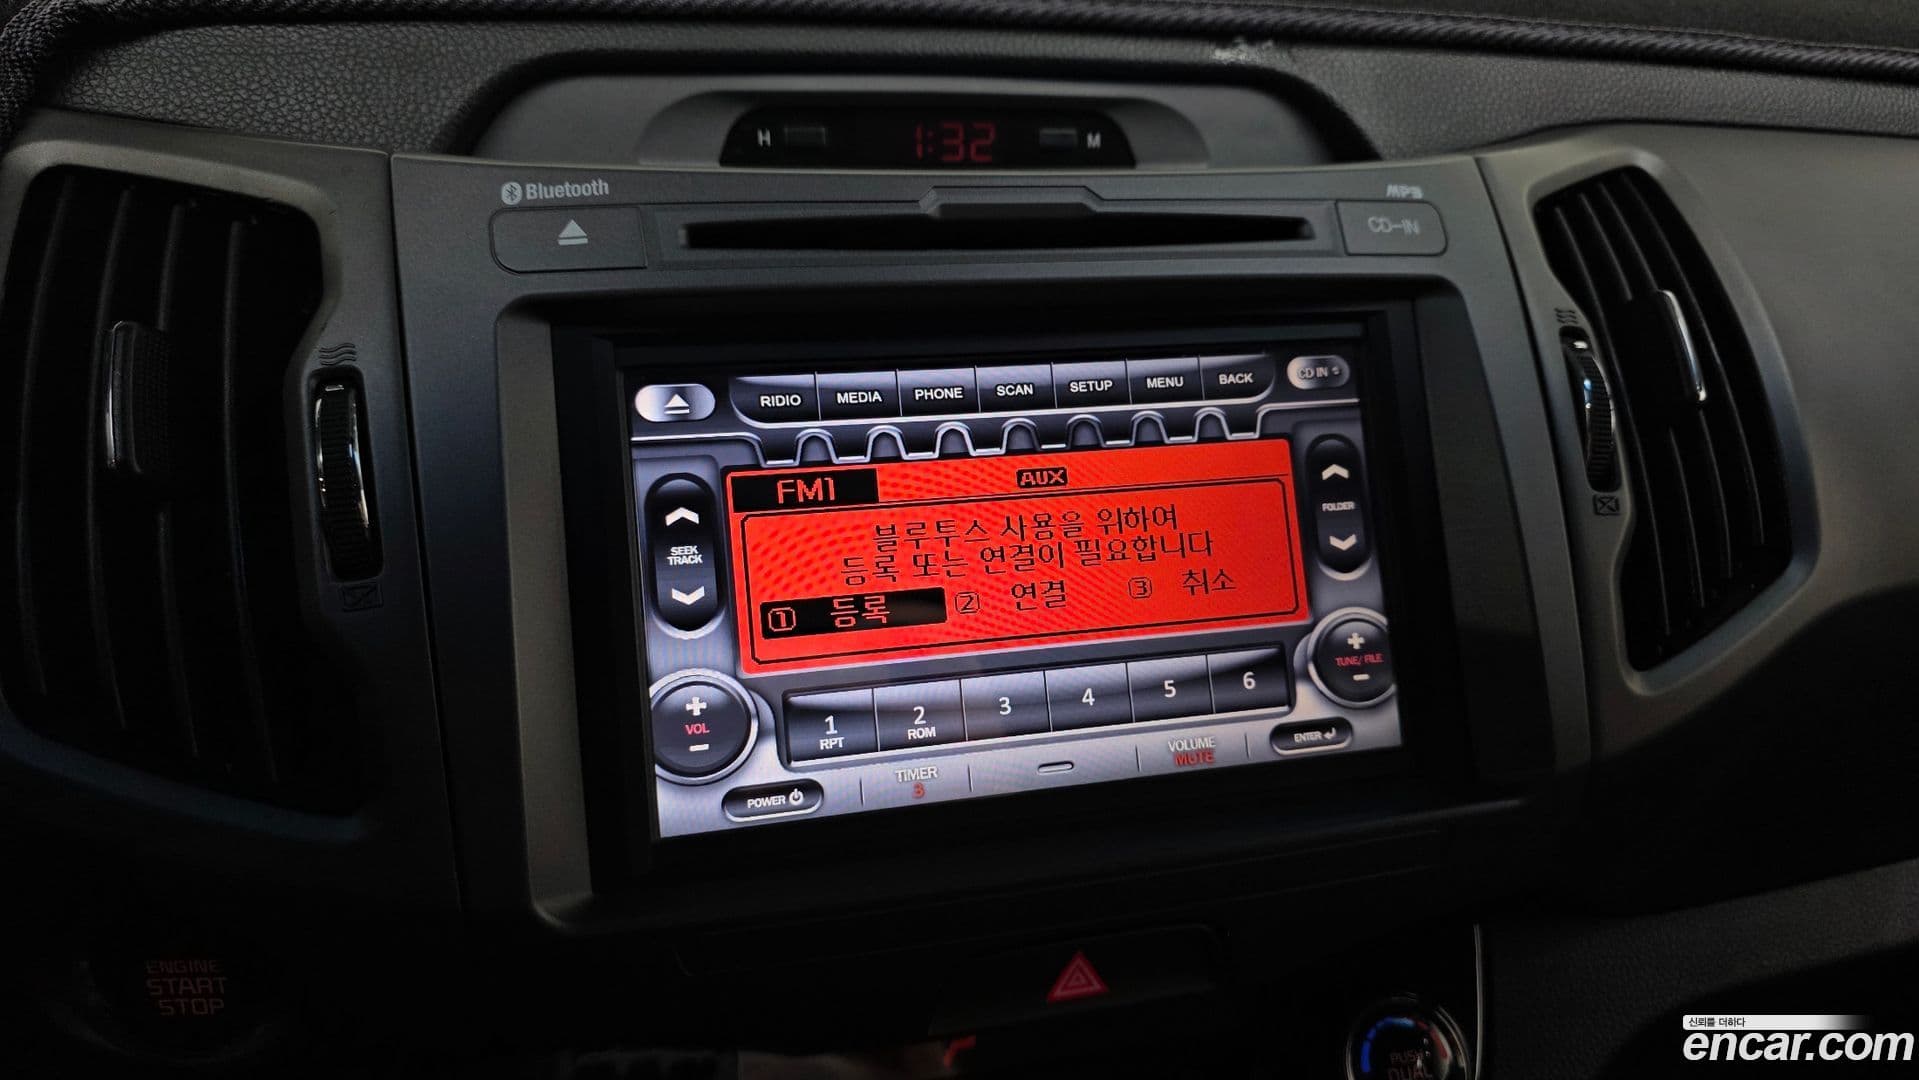 H 1:32 M
Bluetooth
MP3
CD-IN
RIDIO MEDIA PHONE SCAN SETUP MENU BACK CD IN
FM1 AUX
블루투스 사용을 위하여
등록 또는 연결이 필요합니다
① 등록 ② 연결 ③ 취소
SEEK
TRACK
FOLDER
+
VOL
-
+
TUNE/ FILE
-
1 2 3 4 5 6
RPT ROM
POWER
TIMER
3
VOLUME
MUTE
ENTER
ENGINE
START
STOP
PUSH
DUAL
신뢰를 더하다
encar.com